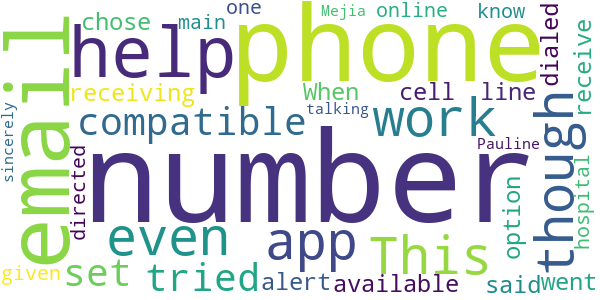 one
Mejia
online
know
chose
main
email
help
phone
dialed
receive
receiving
When
cell
line
though
compatible
work
sincerely
talking
number
Pauline
directed
hospital
even
app
This
option
given
set
tried
alert
available
said
went